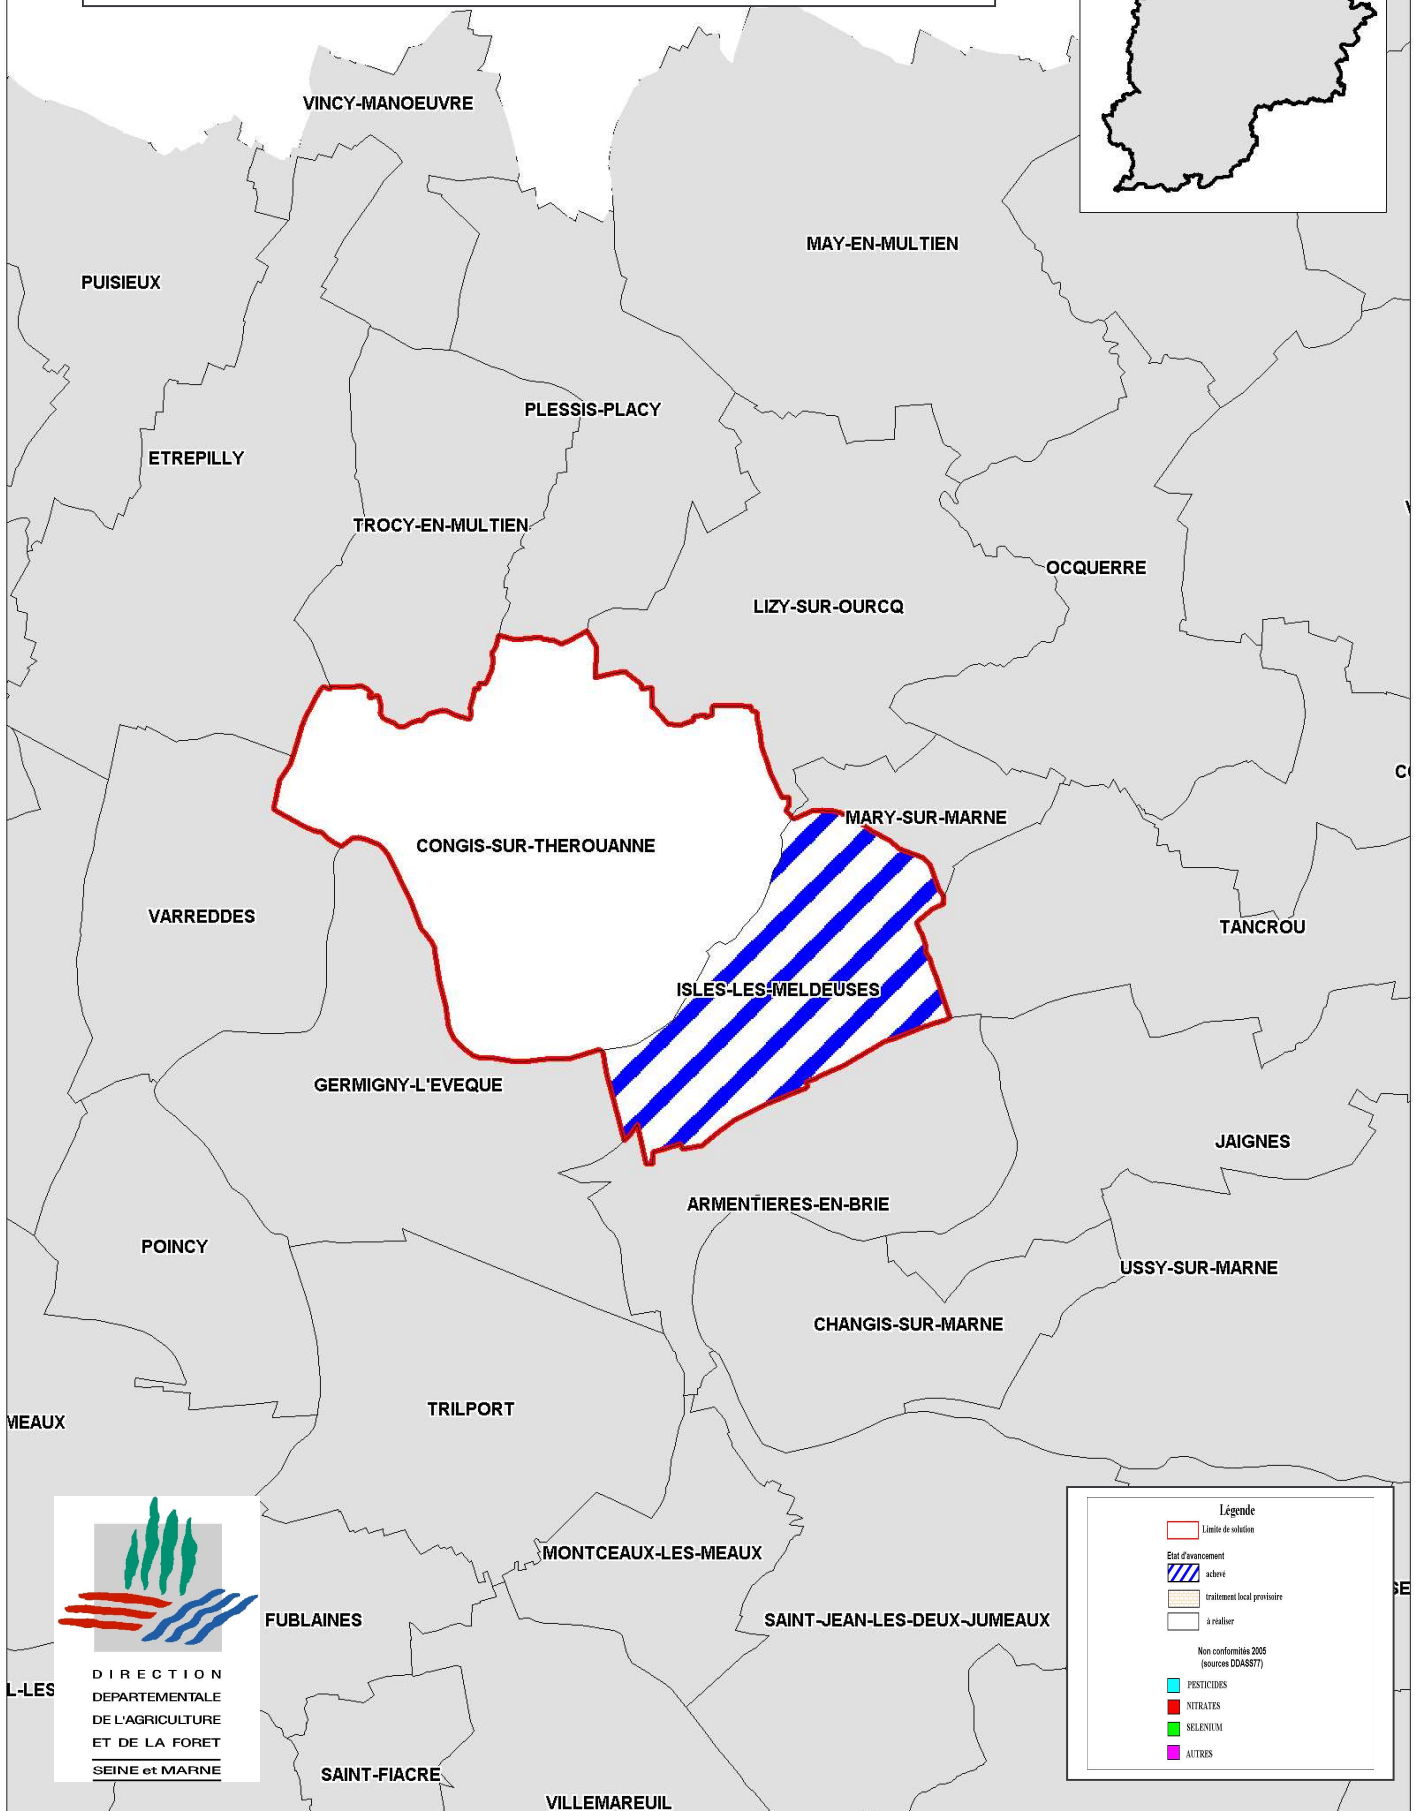 VINCY-MANOEUVRE
MAY-EN-MULTIEN
PUISIEUX
PLESSIS-PLACY
ETREPILLY
TROCY-EN-MULTIEN
OCQUERRE
LIZY-SUR-OURCQ
MARY-SUR-MARNE
CONGIS-SUR-THEROUANNE
VARREDDES
TANCROU
ISLES-LES-MELDEUSES
GERMIGNY-L'EVEQUE
JAIGNES
ARMENTIERES-EN-BRIE
POINCY
USSY-SUR-MARNE
CHANGIS-SUR-MARNE
TRILPORT
MEAUX
MONTCEAUX-LES-MEAUX
FUBLAINES
SAINT-JEAN-LES-DEUX-JUMEAUX
L-LES
SAINT-FIACRE
VILLEMAREUIL
DIRECTION
DEPARTEMENTALE
DE L'AGRICULTURE
ET DE LA FORET
SEINE et MARNE
Légende
Limite de solution
Etat d'avancement
achevé
traitement local provisoire
à réaliser
Non conformités 2005
(sources DDASS77)
PESTICIDES
NITRATES
SELENIUM
AUTRES